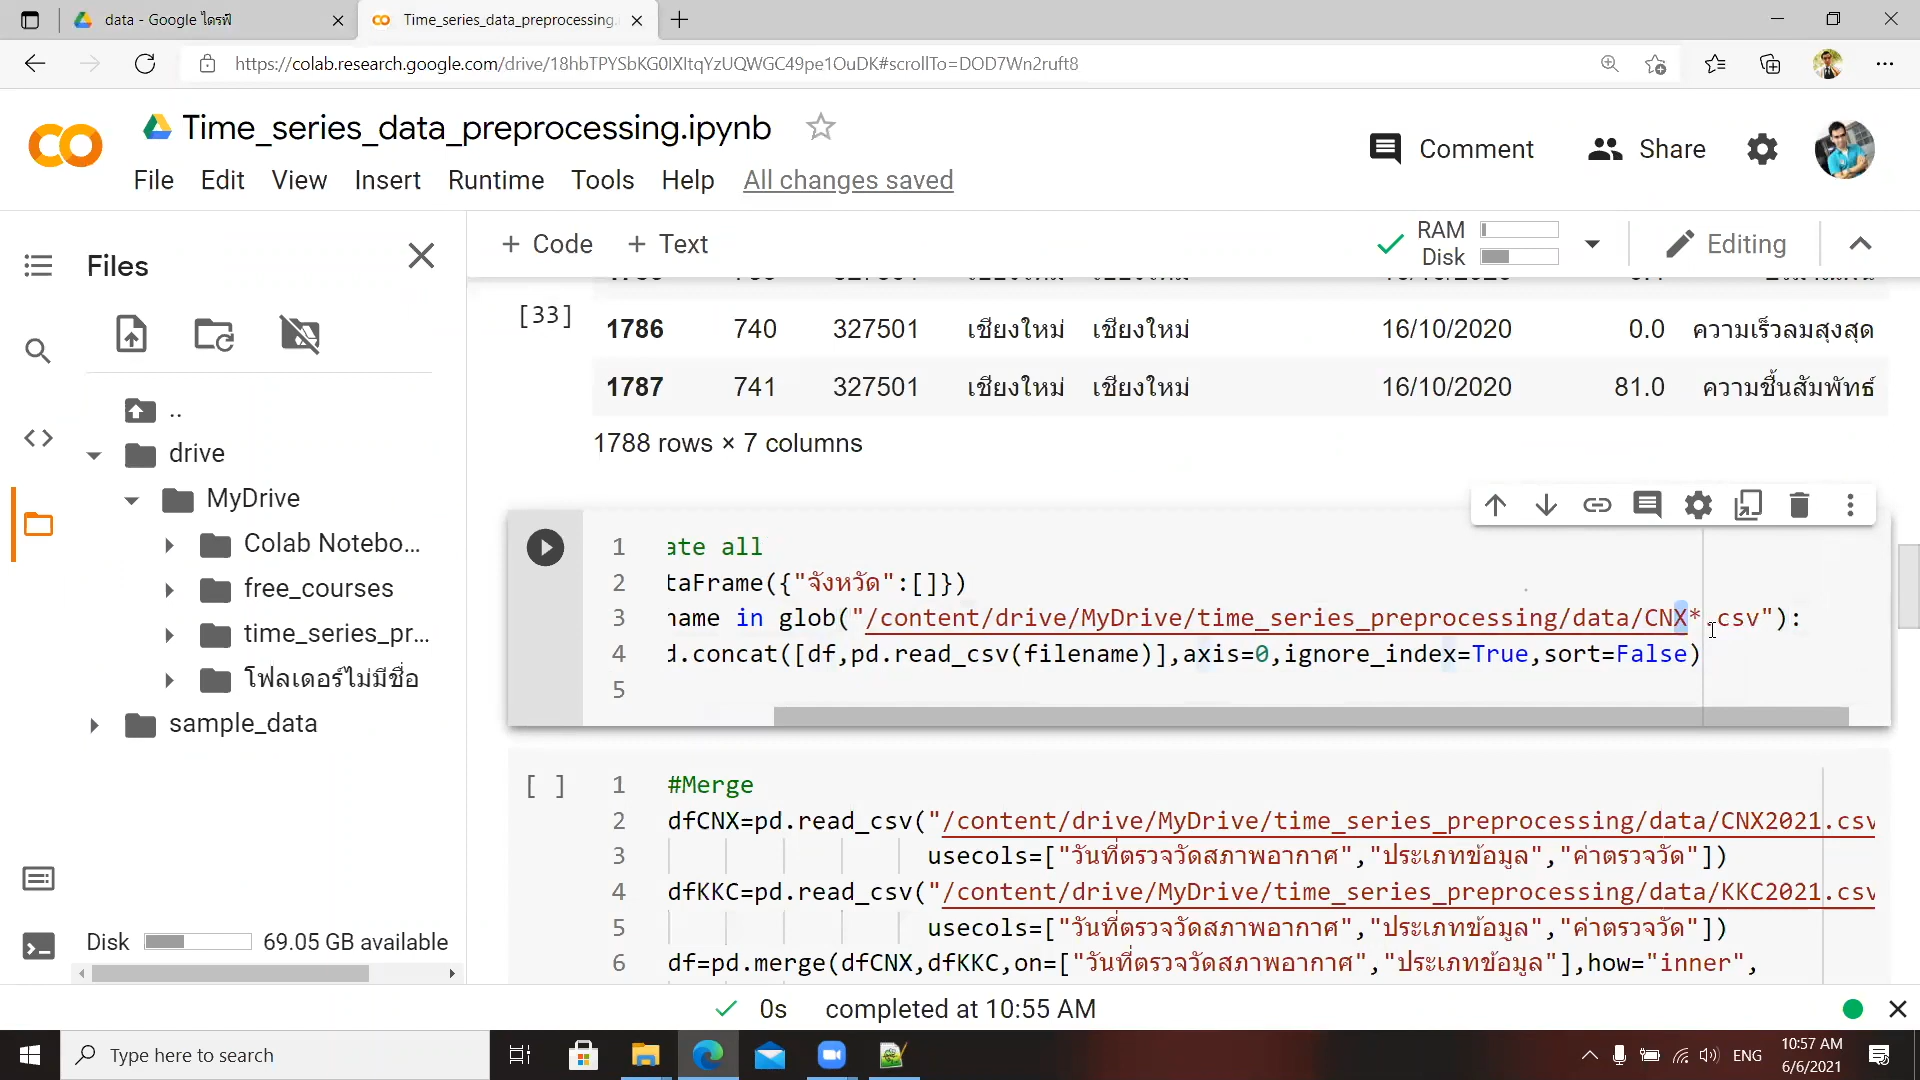 data - Google ไดรฟ์
Time_series_data_preprocessing.
https://colab.research.google.com/drive/18hbTPYSbKG0IXItqYzUQWGC49pe1OuDK#scrollTo=DOD7Wn2ruft8
Time_series_data_preprocessing.ipynb
Comment
Share
File Edit View Insert Runtime Tools Help All changes saved
Files
+ Code + Text
RAM
Disk
Editing
[33]
1786 740 327501 เชียงใหม่ เชียงใหม่ 16/10/2020 0.0 ความเร็วลมสูงสุด
1787 741 327501 เชียงใหม่ เชียงใหม่ 16/10/2020 81.0 ความชื้นสัมพัทธ์
1788 rows × 7 columns
..
drive
MyDrive
Colab Notebo...
free_courses
time_series_pr...
โฟลเดอร์ไม่มีชื่อ
sample_data
Disk 69.05 GB available
1 ate all
2 taFrame({"จังหวัด":[]})
3 name in glob("/content/drive/MyDrive/time_series_preprocessing/data/CNX*.csv"):
4 d.concat([df,pd.read_csv(filename)],axis=0,ignore_index=True,sort=False)
5
[ ] 1 #Merge
2 dfCNX=pd.read_csv("/content/drive/MyDrive/time_series_preprocessing/data/CNX2021.csv
3 usecols=["วันที่ตรวจวัดสภาพอากาศ","ประเภทข้อมูล","ค่าตรวจวัด"])
4 dfKKC=pd.read_csv("/content/drive/MyDrive/time_series_preprocessing/data/KKC2021.csv
5 usecols=["วันที่ตรวจวัดสภาพอากาศ","ประเภทข้อมูล","ค่าตรวจวัด"])
6 df=pd.merge(dfCNX,dfKKC,on=["วันที่ตรวจวัดสภาพอากาศ","ประเภทข้อมูล"],how="inner",
0s completed at 10:55 AM
Type here to search
ENG
10:57 AM
6/6/2021